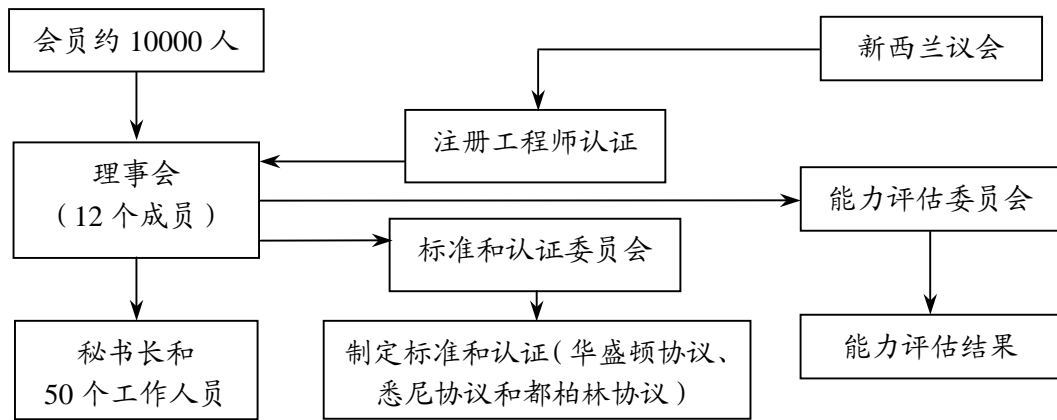 会员约 10000 人
新西兰议会
注册工程师认证
理事会
（12 个成员）
能力评估委员会
标准和认证委员会
秘书长和
50 个工作人员
制定标准和认证（华盛顿协议、
悉尼协议和都柏林协议）
能力评估结果